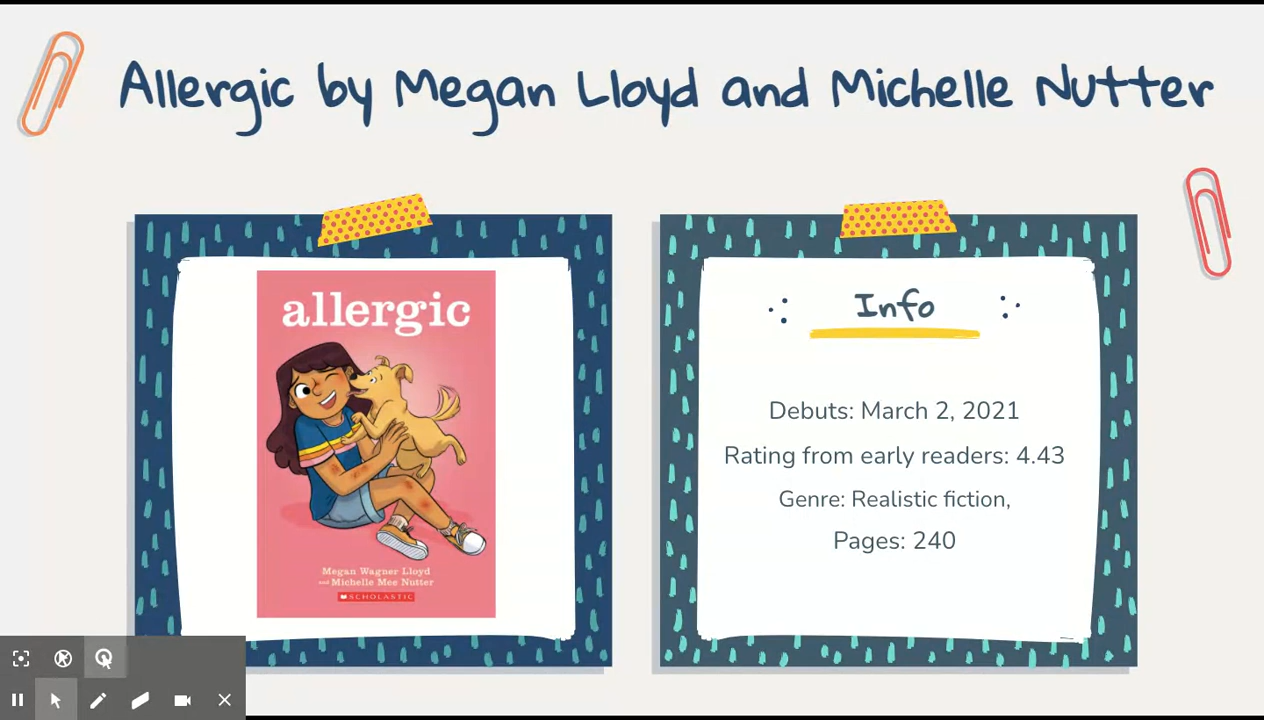 Allergic by Megan Lloyd and Michelle Nutter
allergic
Megan Wagner Lloyd
and Michelle Mee Nutter
SCHOLASTIC
Info
Debuts: March 2, 2021
Rating from early readers: 4.43
Genre: Realistic fiction,
Pages: 240